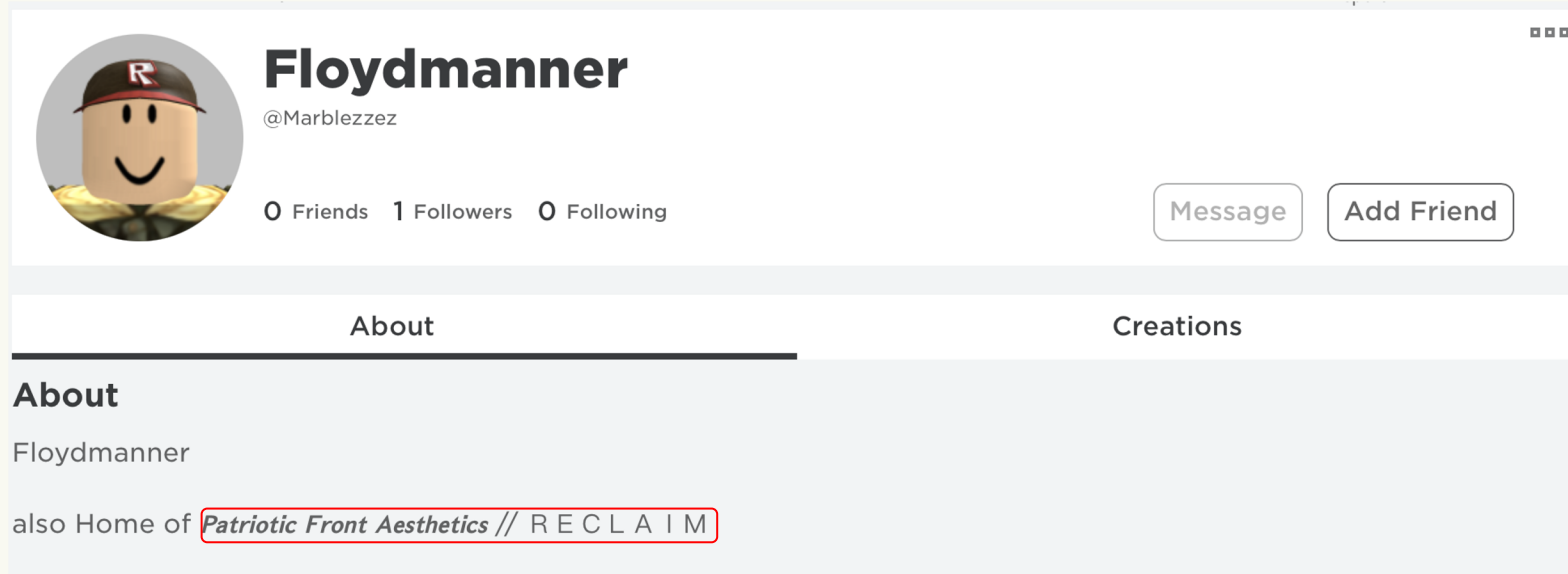 Floydmanner
@Marblezzez
0 Friends 1 Followers 0 Following
Message
Add Friend
About
Creations
About
Floydmanner
also Home of Patriotic Front Aesthetics // R E C L A I M